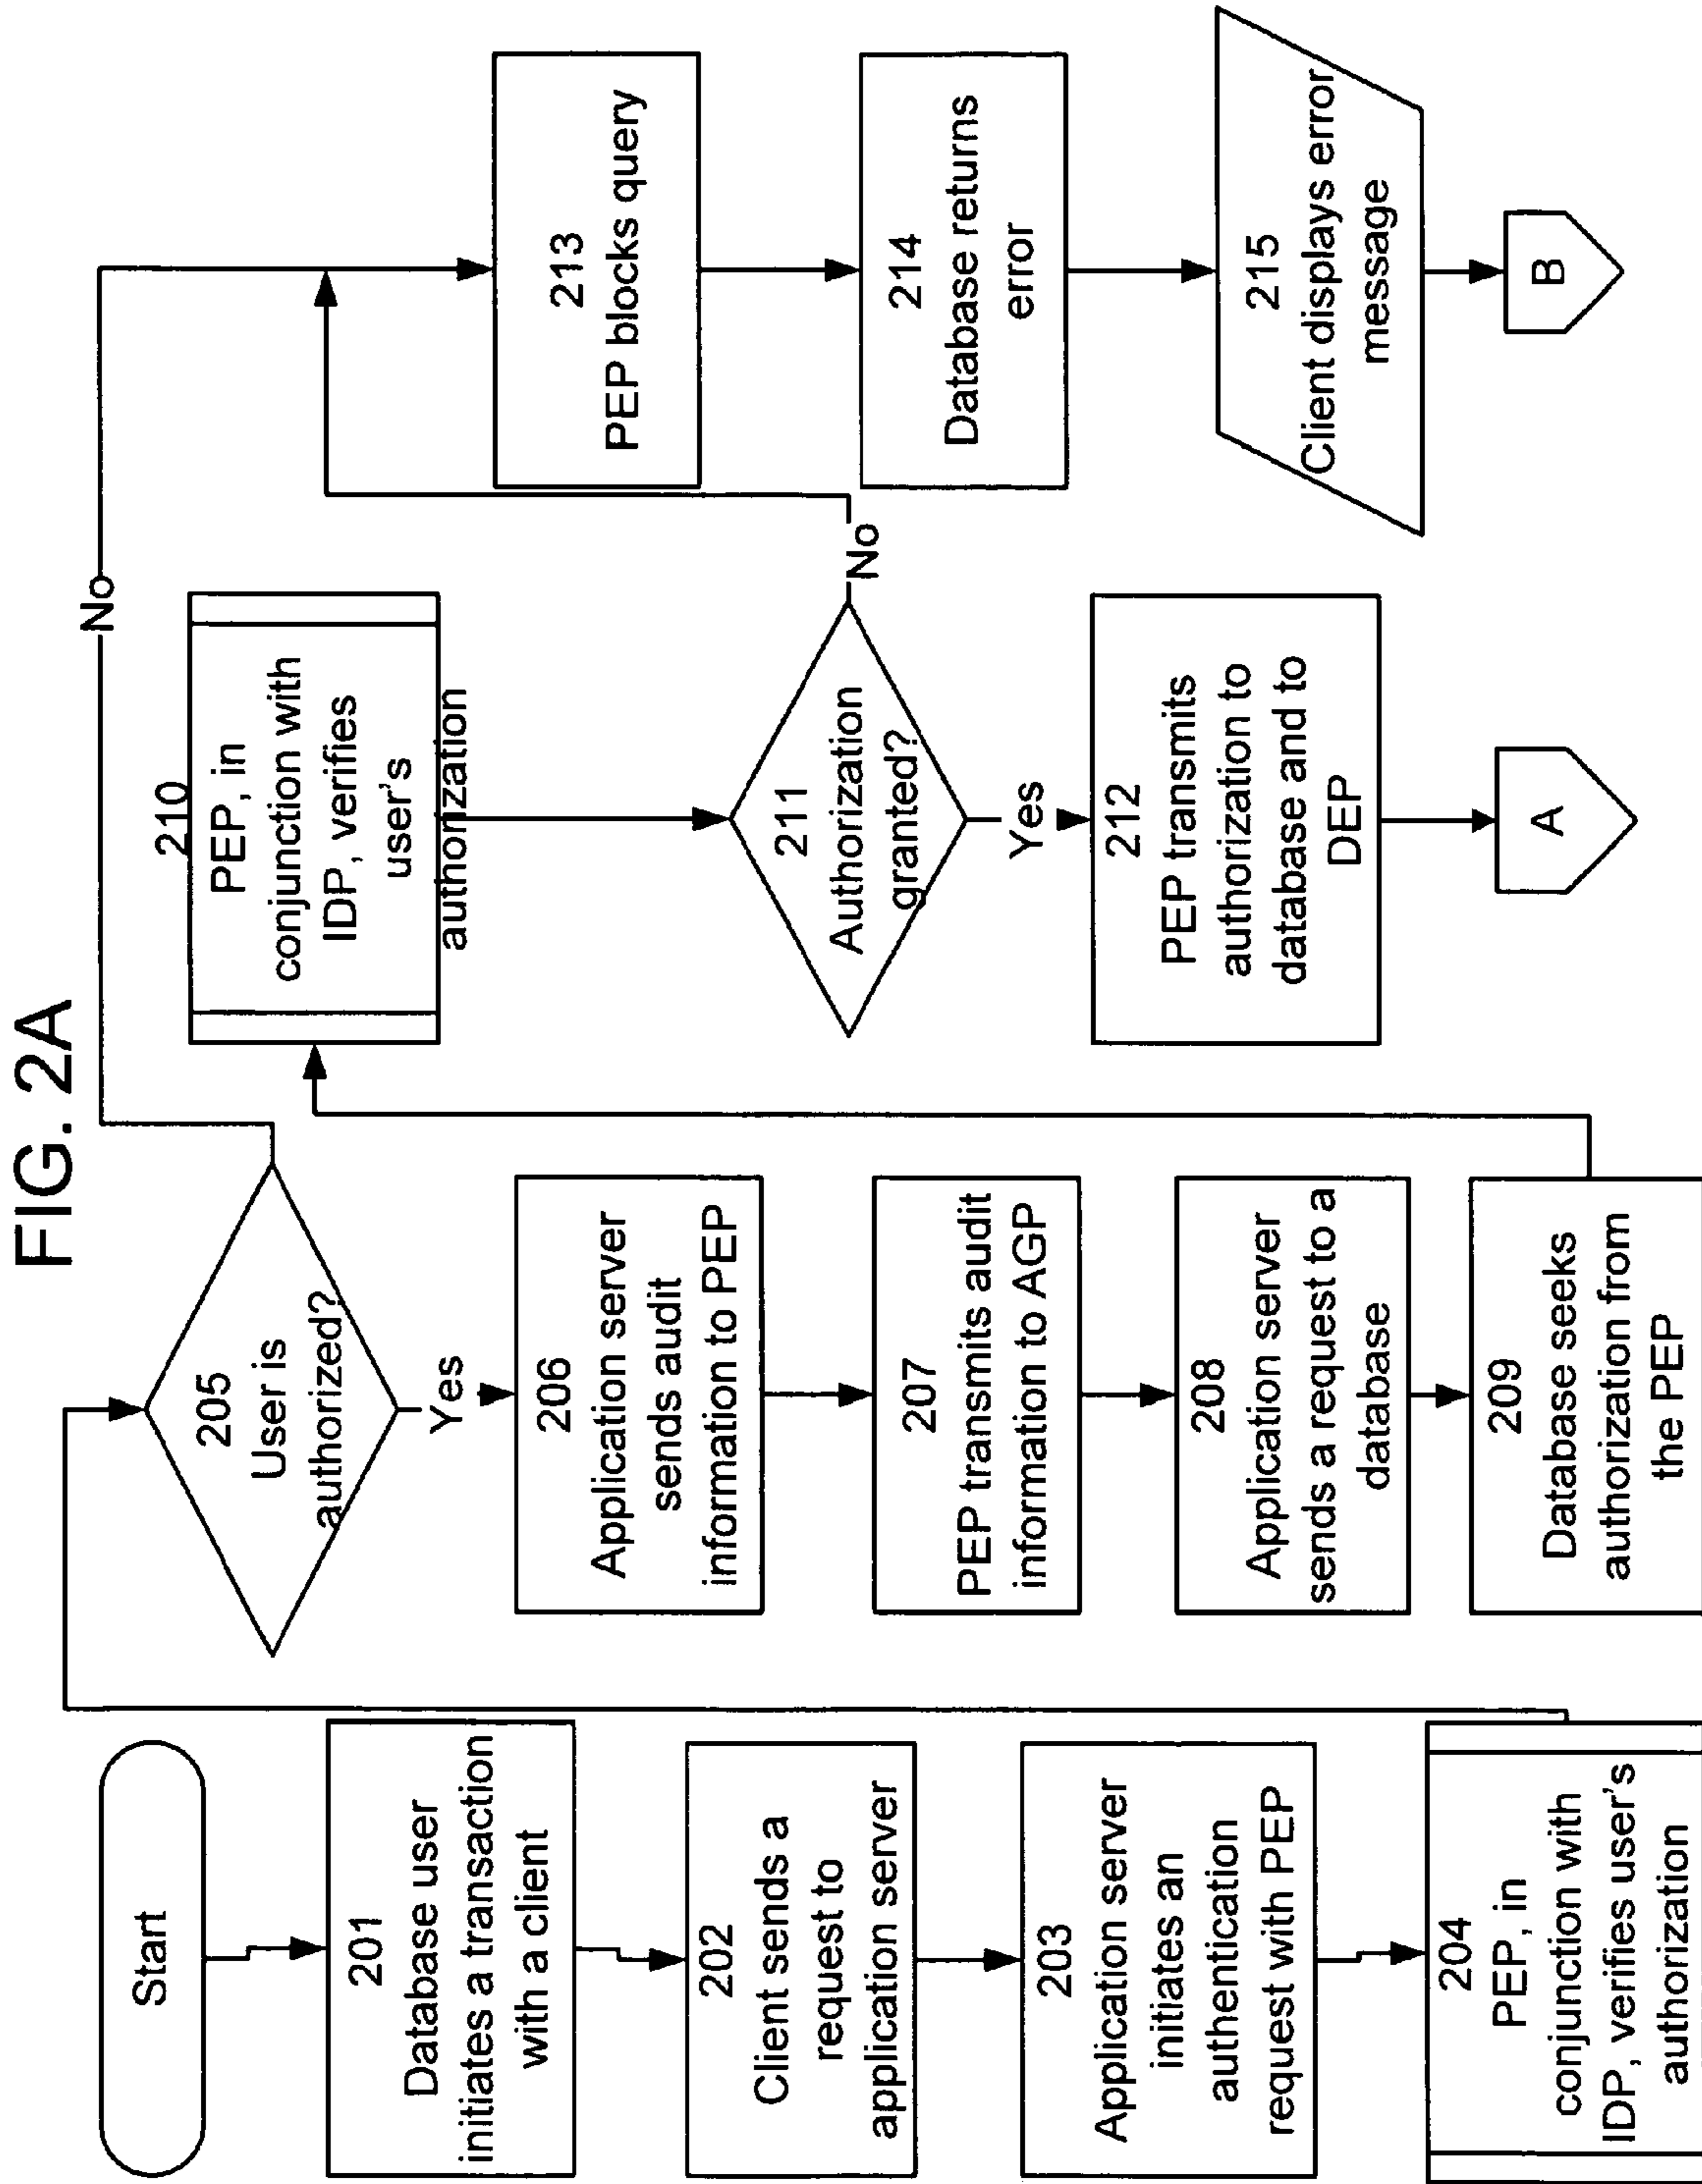 FIG. 2A
Start
201
Database user
initiates a transaction
with a client
202
Client sends a
request to
application server
203
Application server
initiates an
authentication
request with PEP
204
PEP, in
conjunction with
IDP, verifies user's
authorization
205
User is
authorized?
No
Yes
206
Application server
sends audit
information to PEP
207
PEP transmits audit
information to AGP
208
Application server
sends a request to a
database
209
Database seeks
authorization from
the PEP
210
PEP, in
conjunction with
IDP, verifies
user's
authorization
211
Authorization
granted?
No
Yes
212
PEP transmits
authorization to
database and to
DEP
A
213
PEP blocks query
214
Database returns
error
215
Client displays error
message
B